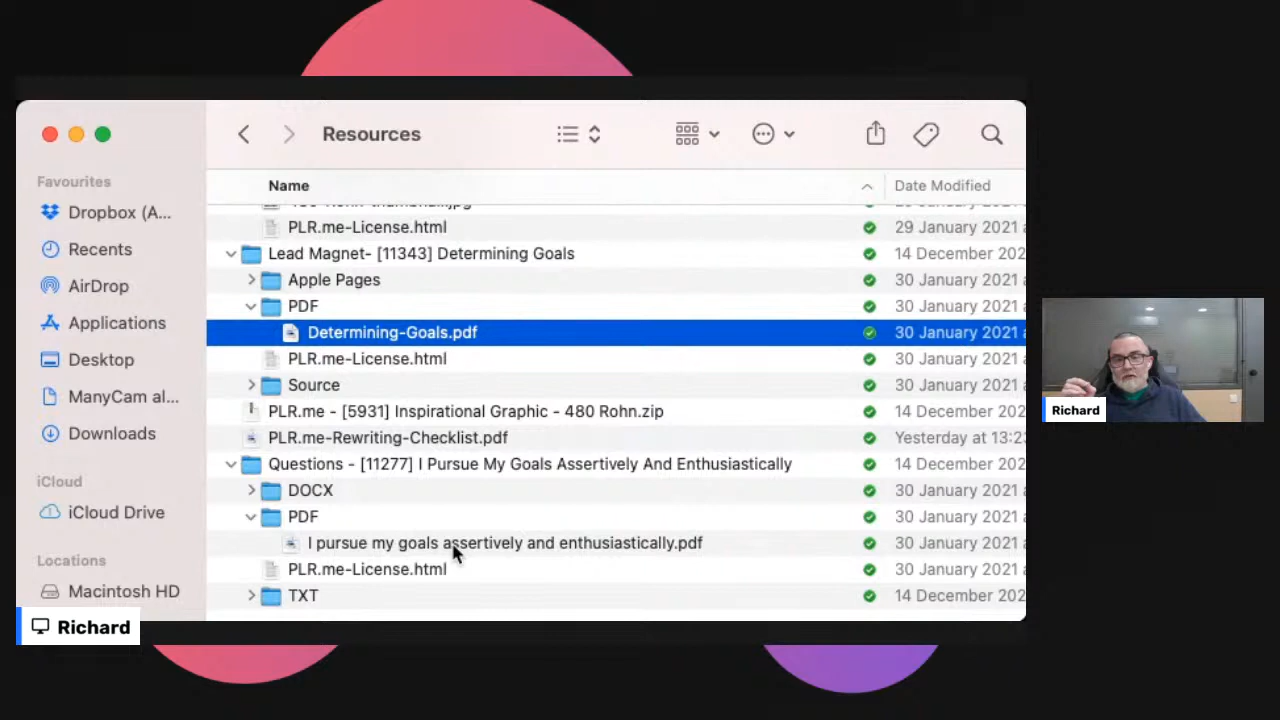 Resources
Favourites
Dropbox (A...
Recents
AirDrop
Applications
Desktop
ManyCam al...
Downloads
iCloud
iCloud Drive
Locations
Macintosh HD
Name Date Modified
PLR.me-License.html 29 January 2021 a
Lead Magnet- [11343] Determining Goals 14 December 202
Apple Pages 30 January 2021 a
PDF 30 January 2021 a
Determining-Goals.pdf 30 January 2021 a
PLR.me-License.html 30 January 2021 a
Source 30 January 2021 a
PLR.me - [5931] Inspirational Graphic - 480 Rohn.zip 14 December 202
PLR.me-Rewriting-Checklist.pdf Yesterday at 13:23
Questions - [11277] I Pursue My Goals Assertively And Enthusiastically 14 December 202
DOCX 30 January 2021 a
PDF 30 January 2021 a
I pursue my goals assertively and enthusiastically.pdf 30 January 2021 a
PLR.me-License.html 30 January 2021 a
TXT 14 December 202
Richard
Richard